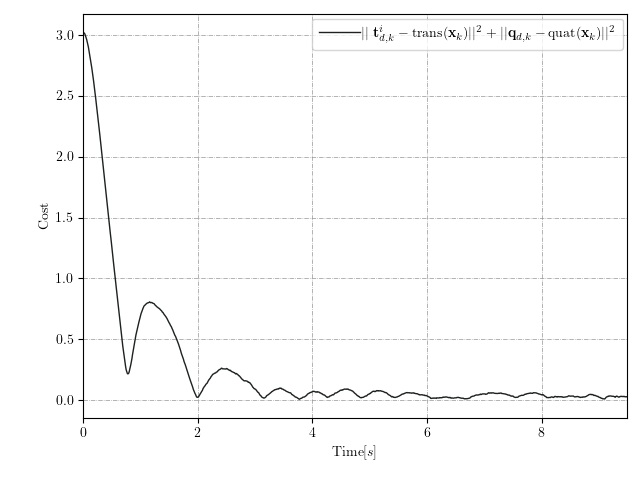 || t^i_{d,k} − trans(x_k)||^2 + ||q_{d,k} − quat(x_k)||^2
3.0
2.5
2.0
1.5
1.0
0.5
0.0
Cost
0 2 4 6 8
Time[s]